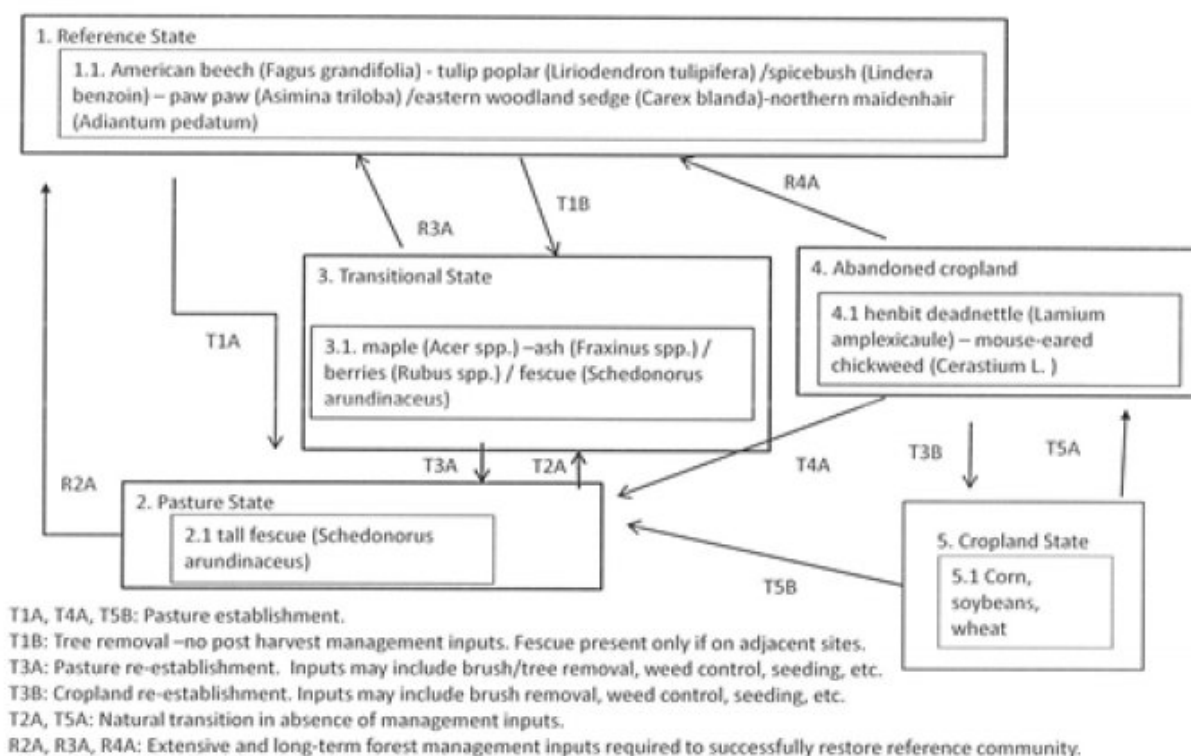 1. Reference State
1.1. American beech (Fagus grandifolia) - tulip poplar (Liriodendron tulipifera) /spicebush (Lindera
benzoin) – paw paw (Asimina triloba) /eastern woodland sedge (Carex blanda)-northern maidenhair
(Adiantum pedatum)
R4A
T1B
R3A
3. Transitional State
4. Abandoned cropland
4.1 henbit deadnettle (Lamium
amplexicaule) – mouse-eared
chickweed (Cerastium L. )
T1A
3.1. maple (Acer spp.) –ash (Fraxinus spp.) /
berries (Rubus spp.) / fescue (Schedonorus
arundinaceus)
T3A
T2A
T4A
T3B
T5A
R2A
2. Pasture State
2.1 tall fescue (Schedonorus
arundinaceus)
5. Cropland State
5.1 Corn,
soybeans,
wheat
T5B
T1A, T4A, T5B: Pasture establishment.
T1B: Tree removal –no post harvest management inputs. Fescue present only if on adjacent sites.
T3A: Pasture re-establishment.  Inputs may include brush/tree removal, weed control, seeding, etc.
T3B: Cropland re-establishment. Inputs may include brush removal, weed control, seeding, etc.
T2A, T5A: Natural transition in absence of management inputs.
R2A, R3A, R4A: Extensive and long-term forest management inputs required to successfully restore reference community.